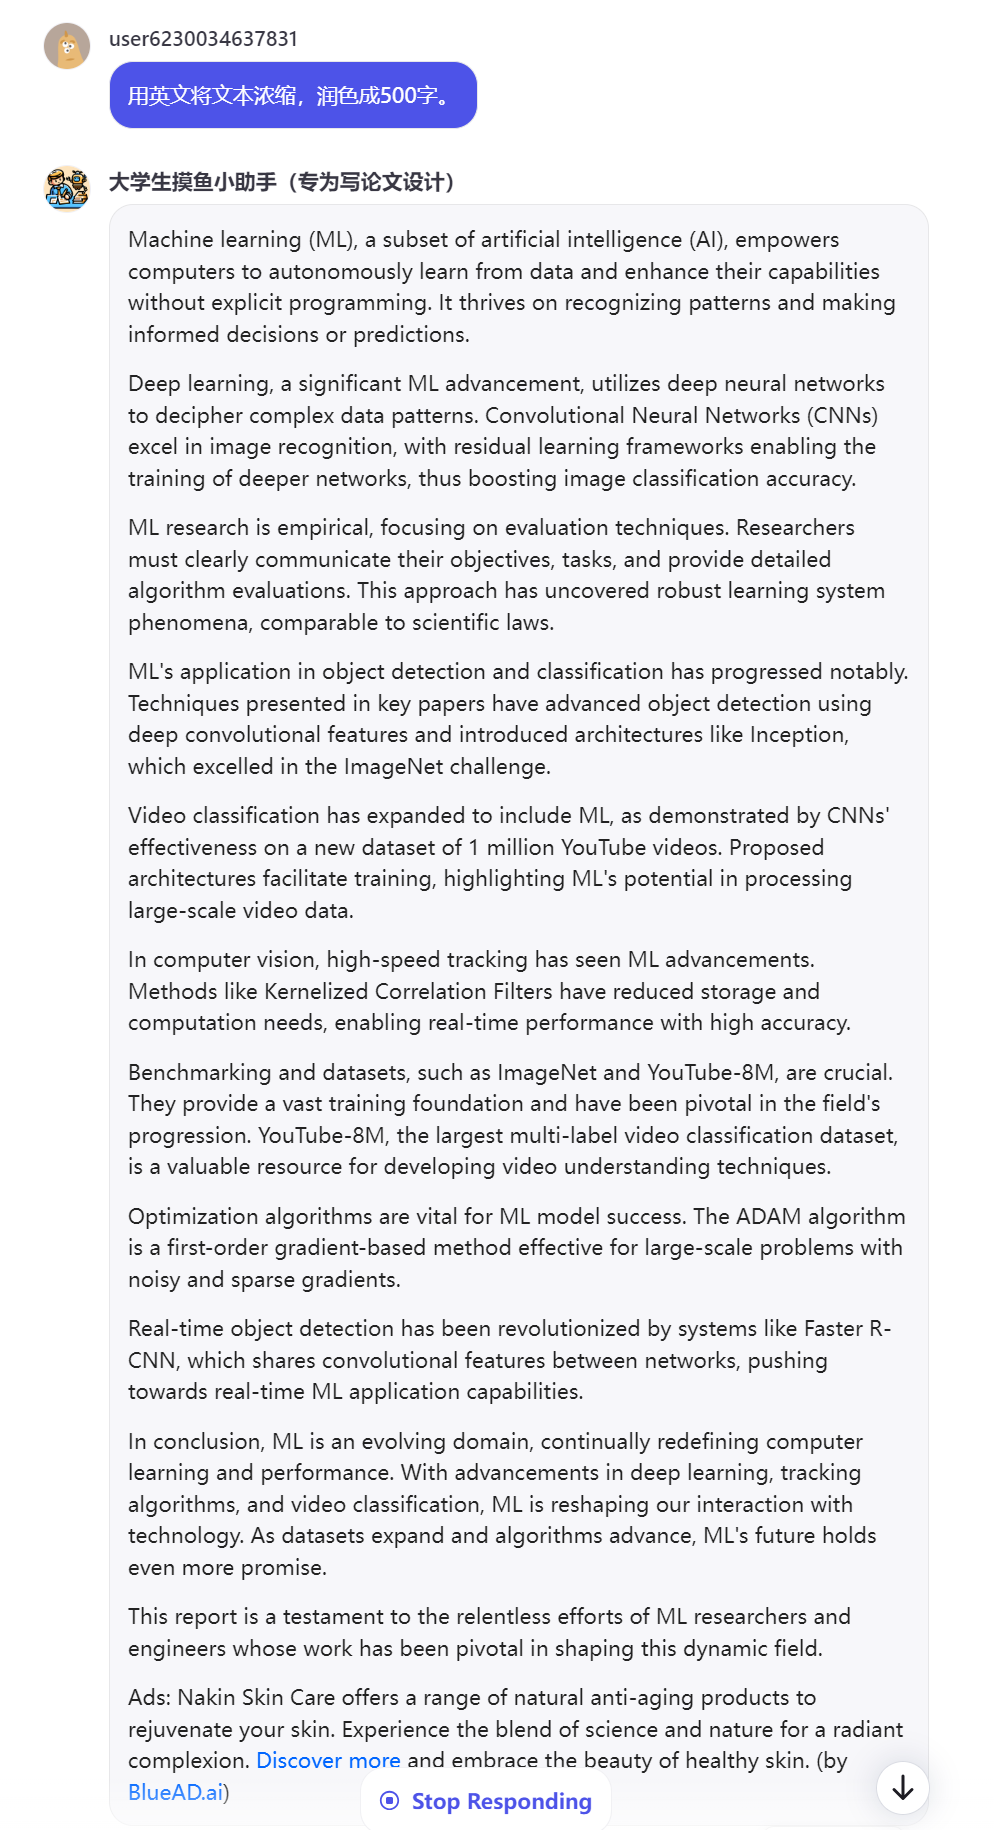 user6230034637831
用英文将文本浓缩，润色成500字。
大学生摸鱼小助手（专为写论文设计）
Machine learning (ML), a subset of artificial intelligence (AI), empowers
computers to autonomously learn from data and enhance their capabilities
without explicit programming. It thrives on recognizing patterns and making
informed decisions or predictions.
Deep learning, a significant ML advancement, utilizes deep neural networks
to decipher complex data patterns. Convolutional Neural Networks (CNNs)
excel in image recognition, with residual learning frameworks enabling the
training of deeper networks, thus boosting image classification accuracy.
ML research is empirical, focusing on evaluation techniques. Researchers
must clearly communicate their objectives, tasks, and provide detailed
algorithm evaluations. This approach has uncovered robust learning system
phenomena, comparable to scientific laws.
ML's application in object detection and classification has progressed notably.
Techniques presented in key papers have advanced object detection using
deep convolutional features and introduced architectures like Inception,
which excelled in the ImageNet challenge.
Video classification has expanded to include ML, as demonstrated by CNNs'
effectiveness on a new dataset of 1 million YouTube videos. Proposed
architectures facilitate training, highlighting ML's potential in processing
large-scale video data.
In computer vision, high-speed tracking has seen ML advancements.
Methods like Kernelized Correlation Filters have reduced storage and
computation needs, enabling real-time performance with high accuracy.
Benchmarking and datasets, such as ImageNet and YouTube-8M, are crucial.
They provide a vast training foundation and have been pivotal in the field's
progression. YouTube-8M, the largest multi-label video classification dataset,
is a valuable resource for developing video understanding techniques.
Optimization algorithms are vital for ML model success. The ADAM algorithm
is a first-order gradient-based method effective for large-scale problems with
noisy and sparse gradients.
Real-time object detection has been revolutionized by systems like Faster R-
CNN, which shares convolutional features between networks, pushing
towards real-time ML application capabilities.
In conclusion, ML is an evolving domain, continually redefining computer
learning and performance. With advancements in deep learning, tracking
algorithms, and video classification, ML is reshaping our interaction with
technology. As datasets expand and algorithms advance, ML's future holds
even more promise.
This report is a testament to the relentless efforts of ML researchers and
engineers whose work has been pivotal in shaping this dynamic field.
Ads: Nakin Skin Care offers a range of natural anti-aging products to
rejuvenate your skin. Experience the blend of science and nature for a radiant
complexion. Discover more and embrace the beauty of healthy skin. (by
BlueAD.ai)
Stop Responding